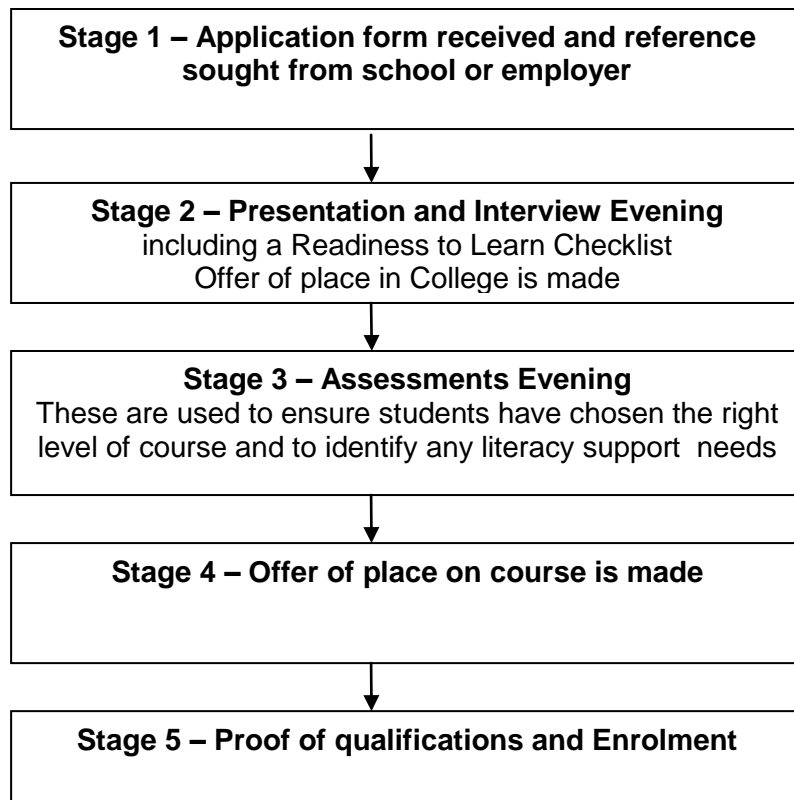 Stage 1 – Application form received and reference
sought from school or employer
Stage 2 – Presentation and Interview Evening
including a Readiness to Learn Checklist
Offer of place in College is made
Stage 3 – Assessments Evening
These are used to ensure students have chosen the right
level of course and to identify any literacy support  needs
Stage 4 – Offer of place on course is made
Stage 5 – Proof of qualifications and Enrolment